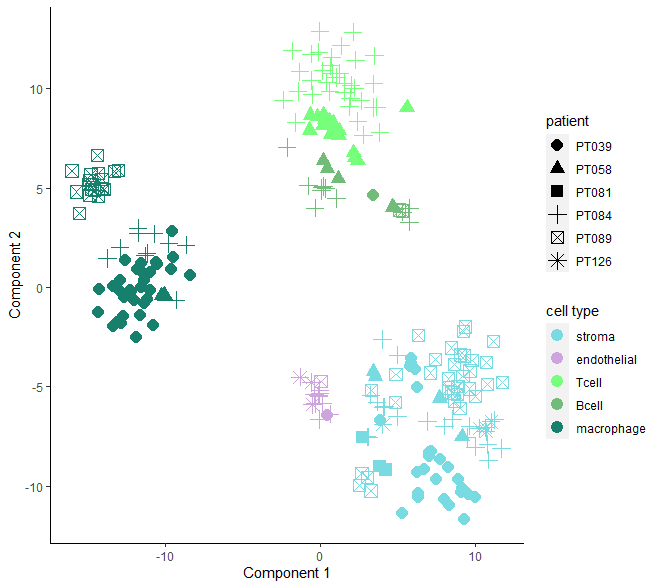 10
5
0
-5
-10
Component 2
-10
0
10
Component 1
patient
PT039
PT058
PT081
PT084
PT089
PT126
cell type
stroma
endothelial
Tcell
Bcell
macrophage